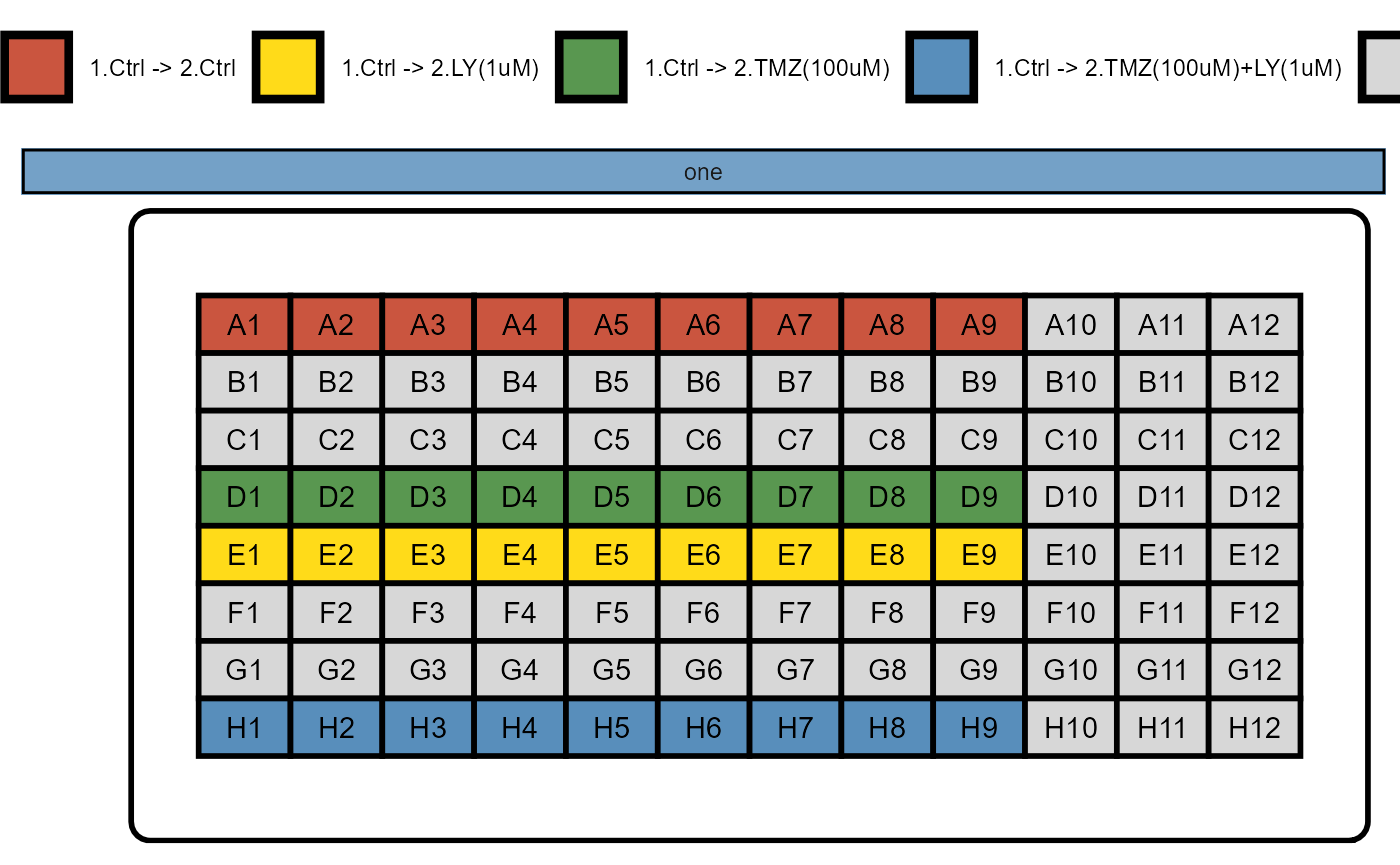 1.Ctrl -> 2.Ctrl 1.Ctrl -> 2.LY(1uM) 1.Ctrl -> 2.TMZ(100uM) 1.Ctrl -> 2.TMZ(100uM)+LY(1uM)
one
A1 A2 A3 A4 A5 A6 A7 A8 A9 A10 A11 A12
B1 B2 B3 B4 B5 B6 B7 B8 B9 B10 B11 B12
C1 C2 C3 C4 C5 C6 C7 C8 C9 C10 C11 C12
D1 D2 D3 D4 D5 D6 D7 D8 D9 D10 D11 D12
E1 E2 E3 E4 E5 E6 E7 E8 E9 E10 E11 E12
F1 F2 F3 F4 F5 F6 F7 F8 F9 F10 F11 F12
G1 G2 G3 G4 G5 G6 G7 G8 G9 G10 G11 G12
H1 H2 H3 H4 H5 H6 H7 H8 H9 H10 H11 H12